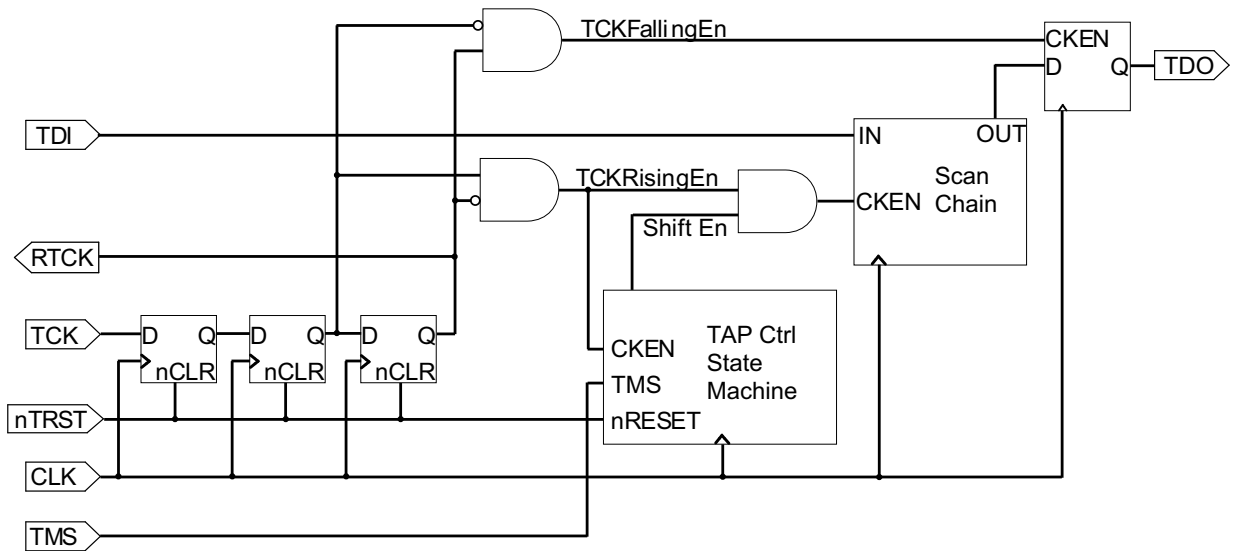 TCKFallingEn
CKEN
D Q
TDO
TDI
IN
OUT
TCKRisingEn
Scan
Chain
CKEN
Shift En
RTCK
TCK
D Q
nCLR
D Q
nCLR
D Q
nCLR
TAP Ctrl
State
Machine
CKEN
TMS
nRESET
nTRST
CLK
TMS